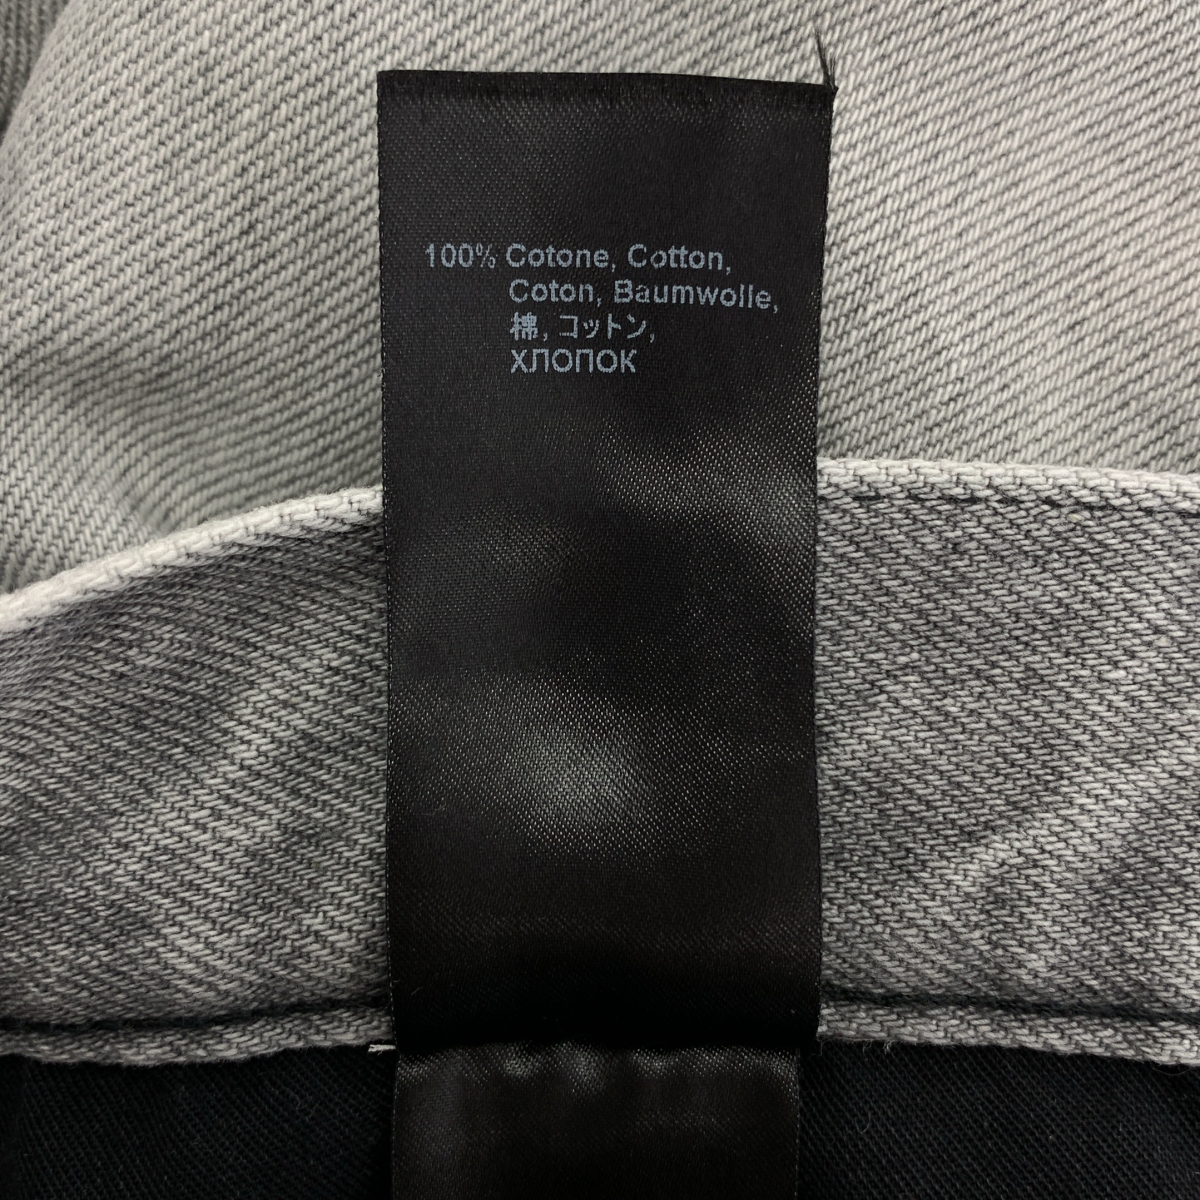 100% Cotone, Cotton,
Coton, Baumwolle,
棉, コットン,
ХЛОПОК